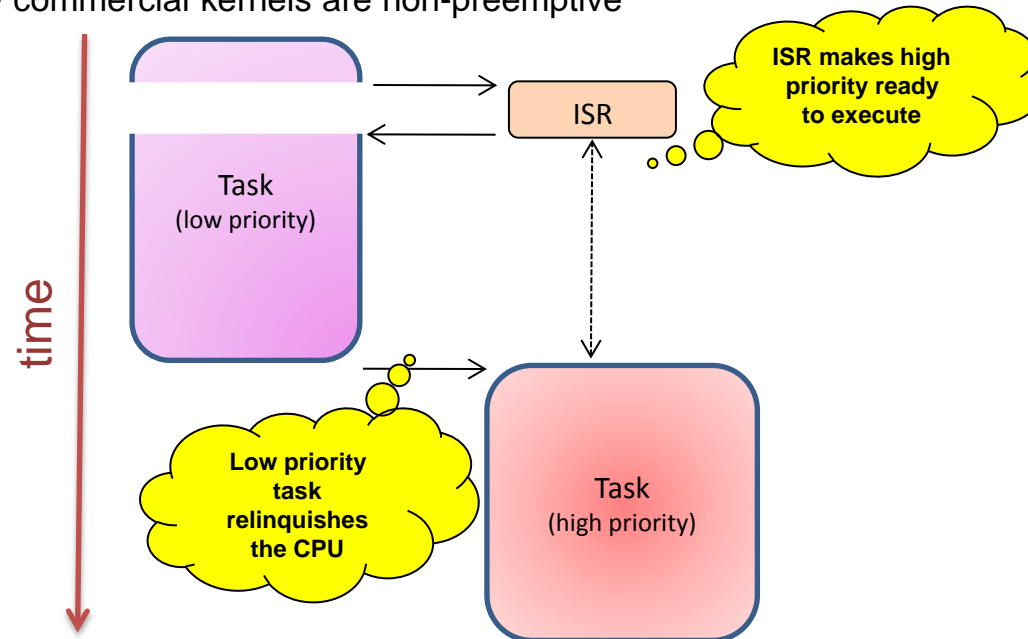 commercial kernels are non-preemptive
ISR makes high
priority ready
to execute
ISR
Task
(low priority)
time
Low priority
task
relinquishes
the CPU
Task
(high priority)